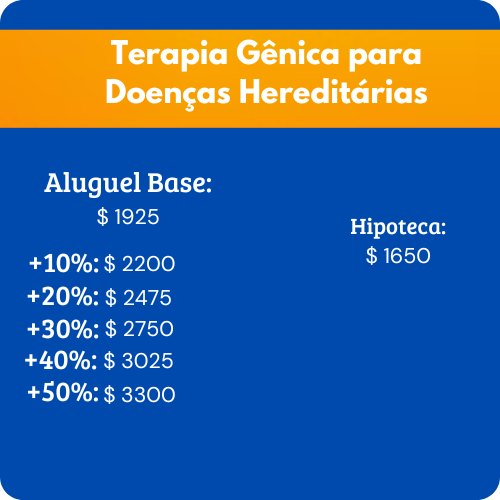 Terapia Gênica para
Doenças Hereditárias
Aluguel Base:
$ 1925
+10%: $ 2200
+20%: $ 2475
+30%: $ 2750
+40%: $ 3025
+50%: $ 3300
Hipoteca:
$ 1650